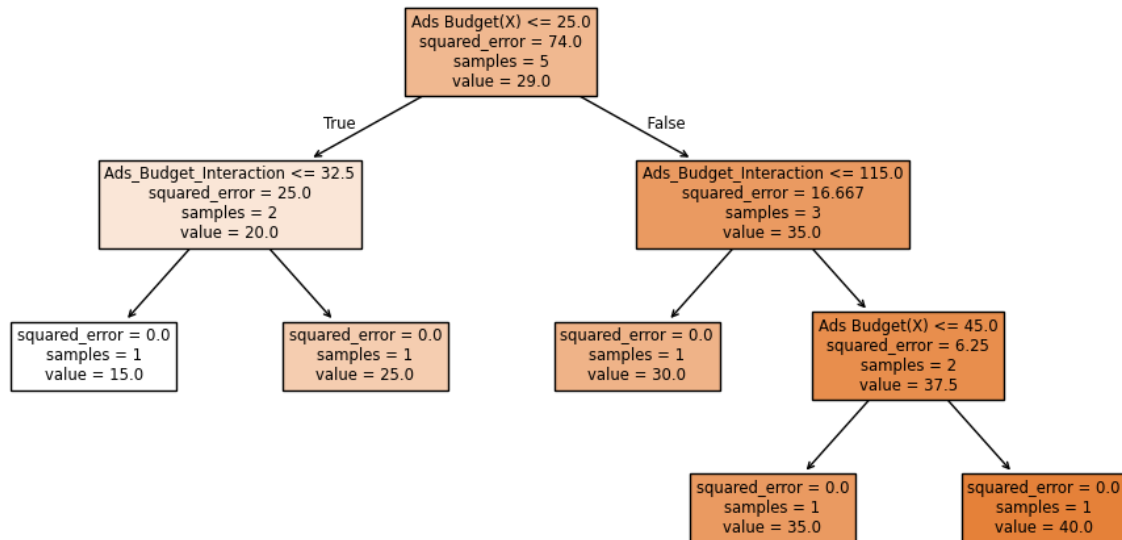 Ads Budget(X) <= 25.0
squared_error = 74.0
samples = 5
value = 29.0
True
False
Ads_Budget_Interaction <= 32.5
squared_error = 25.0
samples = 2
value = 20.0
Ads_Budget_Interaction <= 115.0
squared_error = 16.667
samples = 3
value = 35.0
squared_error = 0.0
samples = 1
value = 15.0
squared_error = 0.0
samples = 1
value = 25.0
squared_error = 0.0
samples = 1
value = 30.0
Ads Budget(X) <= 45.0
squared_error = 6.25
samples = 2
value = 37.5
squared_error = 0.0
samples = 1
value = 35.0
squared_error = 0.0
samples = 1
value = 40.0